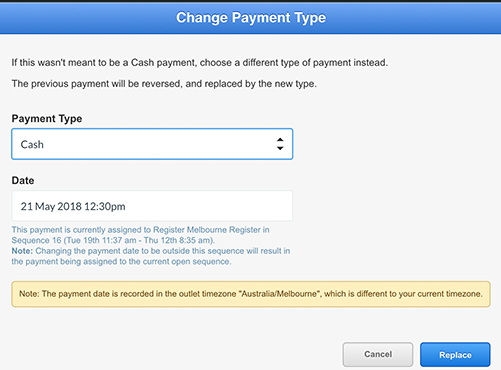 Change Payment Type
If this wasn't meant to be a Cash payment, choose a different type of payment instead.
The previous payment will be reversed, and replaced by the new type.
Payment Type
Cash
Date
21 May 2018 12:30pm
This payment is currently assigned to Register Melbourne Register in
Sequence 16 (Tue 19th 11:37 am - Thu 12th 8:35 am).
Note: Changing the payment date to be outside this sequence will result in
the payment being assigned to the current open sequence.
Note: The payment date is recorded in the outlet timezone "Australia/Melbourne", which is different to your current timezone.
Cancel
Replace